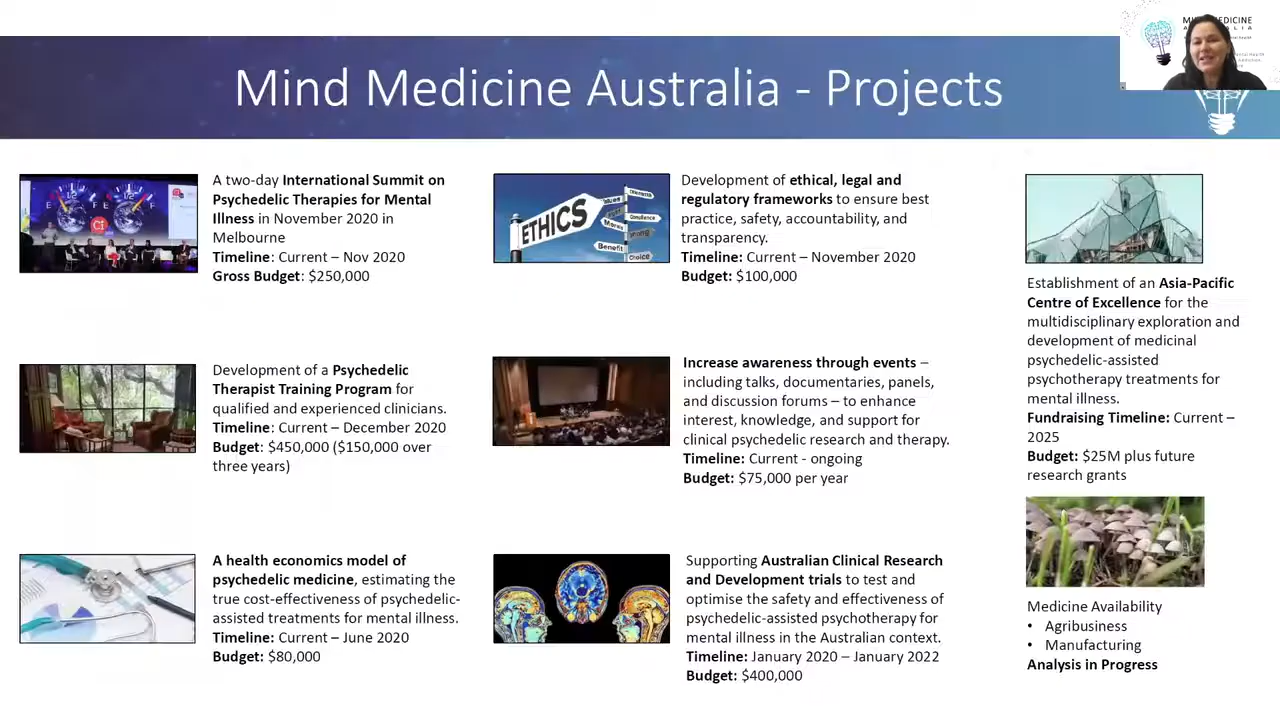 Mind Medicine Australia - Projects
A two-day International Summit on
Psychedelic Therapies for Mental
Illness in November 2020 in
Melbourne
Timeline: Current – Nov 2020
Gross Budget: $250,000
Development of a Psychedelic
Therapist Training Program for
qualified and experienced clinicians.
Timeline: Current – December 2020
Budget: $450,000 ($150,000 over
three years)
A health economics model of
psychedelic medicine, estimating the
true cost-effectiveness of psychedelic-
assisted treatments for mental illness.
Timeline: Current – June 2020
Budget: $80,000
ETHICS
Compliance
Benefit
Choice
Development of ethical, legal and
regulatory frameworks to ensure best
practice, safety, accountability, and
transparency.
Timeline: Current – November 2020
Budget: $100,000
Increase awareness through events –
including talks, documentaries, panels,
and discussion forums – to enhance
interest, knowledge, and support for
clinical psychedelic research and therapy.
Timeline: Current - ongoing
Budget: $75,000 per year
Supporting Australian Clinical Research
and Development trials to test and
optimise the safety and effectiveness of
psychedelic-assisted psychotherapy for
mental illness in the Australian context.
Timeline: January 2020 – January 2022
Budget: $400,000
Establishment of an Asia-Pacific
Centre of Excellence for the
multidisciplinary exploration and
development of medicinal
psychedelic-assisted
psychotherapy treatments for
mental illness.
Fundraising Timeline: Current –
2025
Budget: $25M plus future
research grants
Medicine Availability
• Agribusiness
• Manufacturing
Analysis in Progress